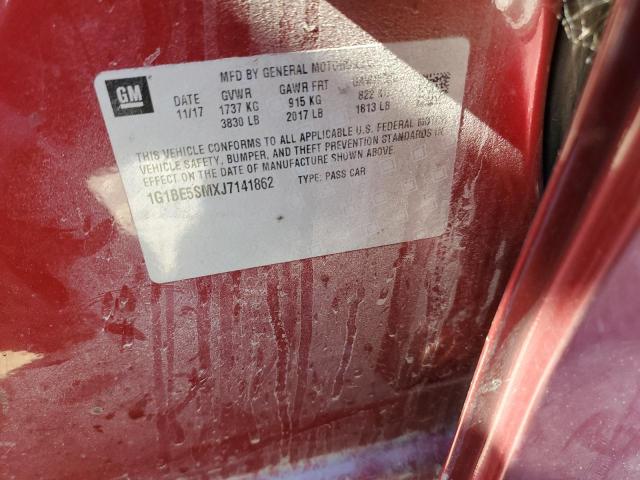 GM
MFD BY GENERAL MOTORS
DATE GVWR GAWR FRT
11/17 1737 KG 915 KG 822 KG
3830 LB 2017 LB 1813 LB
THIS VEHICLE CONFORMS TO ALL APPLICABLE U.S. FEDERAL
VEHICLE SAFETY, BUMPER, AND THEFT PREVENTION STANDARDS IN
EFFECT ON THE DATE OF MANUFACTURE SHOWN ABOVE.
1G1BE5SMXJ7141862 TYPE: PASS CAR